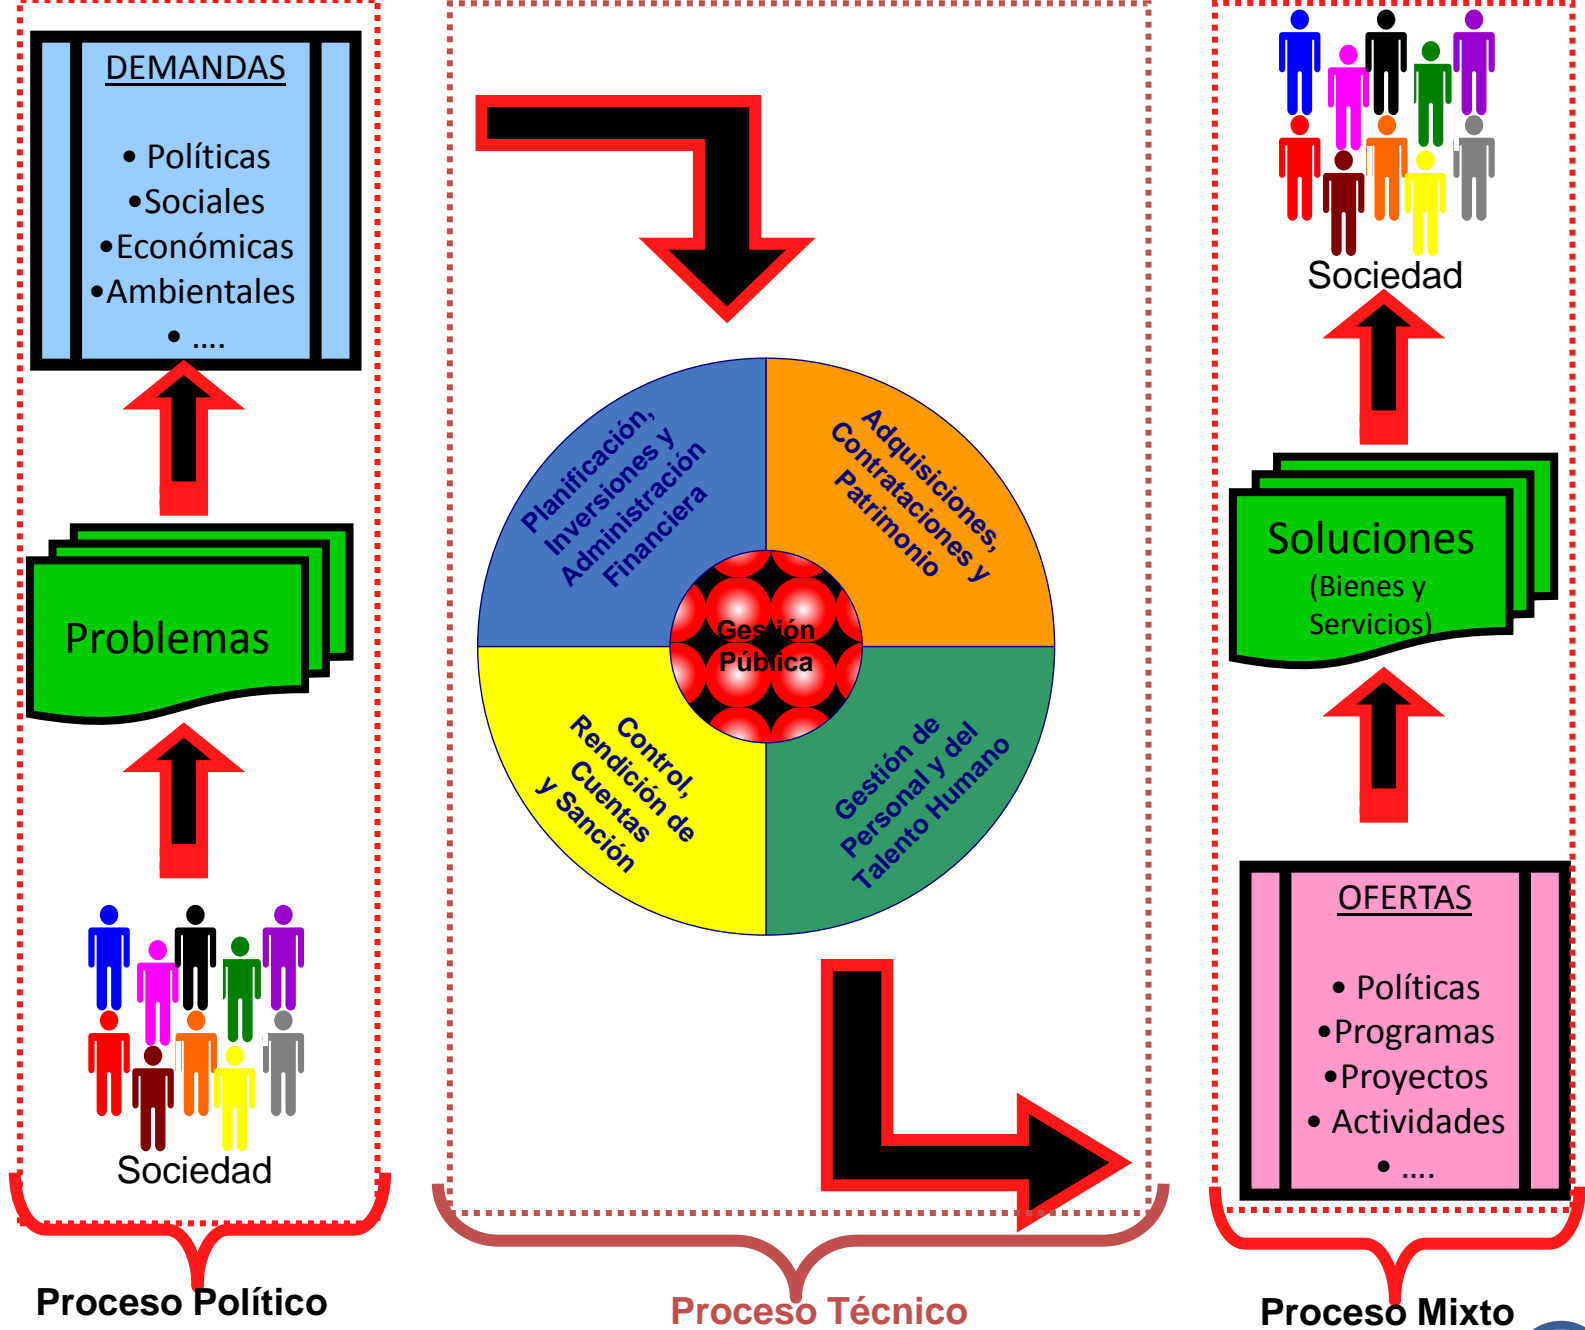 DEMANDAS
• Políticas
•Sociales
•Económicas
•Ambientales
• ....
Problemas
Sociedad
Proceso Político
Planificación,
Inversiones y
Administración
Financiera
Adquisiciones,
Contrataciones y
Patrimonio
Gestión
Pública
Control,
Rendición de
Cuentas
y Sanción
Gestión de
Personal y del
Talento Humano
Proceso Técnico
Sociedad
Soluciones
(Bienes y
Servicios)
OFERTAS
• Políticas
•Programas
•Proyectos
• Actividades
• ....
Proceso Mixto